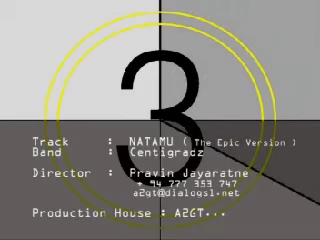 3
Track : NATAMU ( The Epic Version )
Band : Centigradz
Director : Pravin Jayaratne
+ 94 777 353 747
a2gt@dialogsl.net
Production House : A2GT...